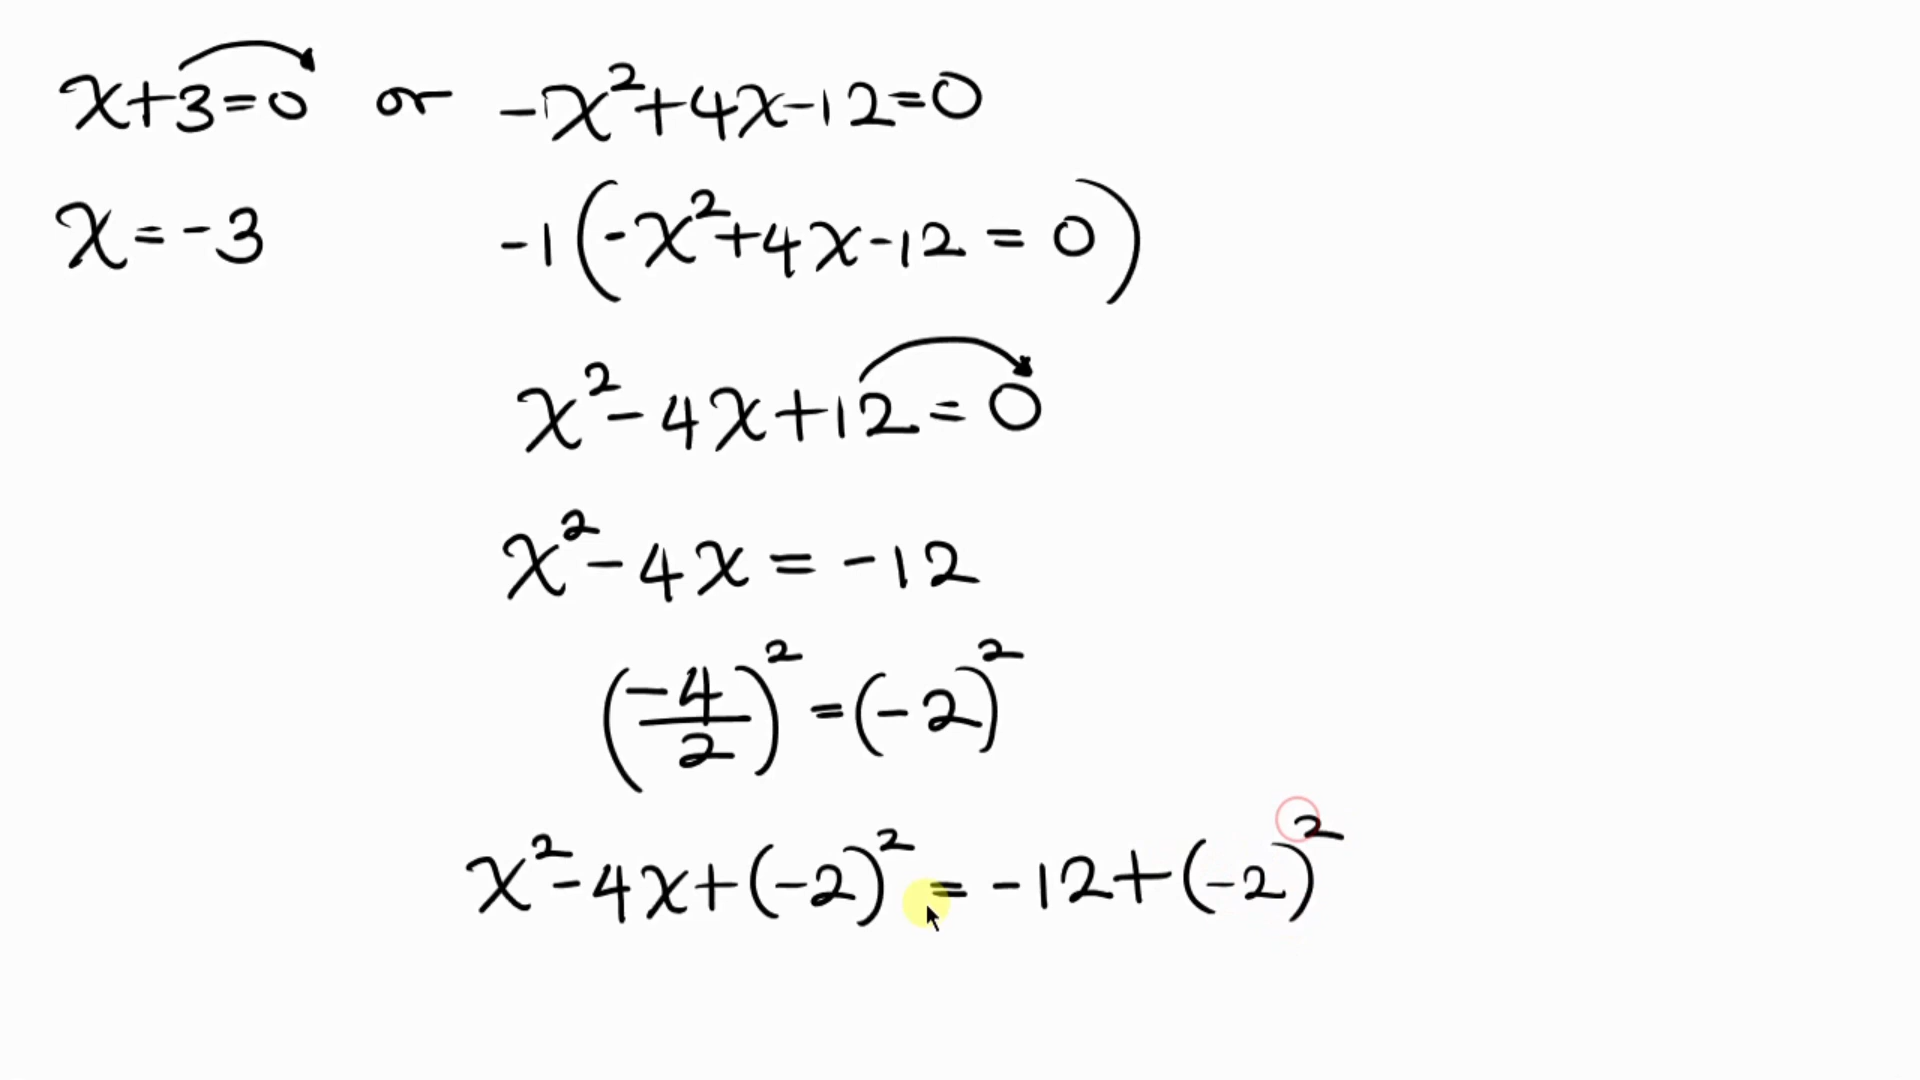 x+3=0 or -x²+4x-12=0
x=-3 -1(-x²+4x-12=0)
x²-4x+12=0
x²-4x=-12
(-4/2)²=(-2)²
x²-4x+(-2)²=-12+(-2)²